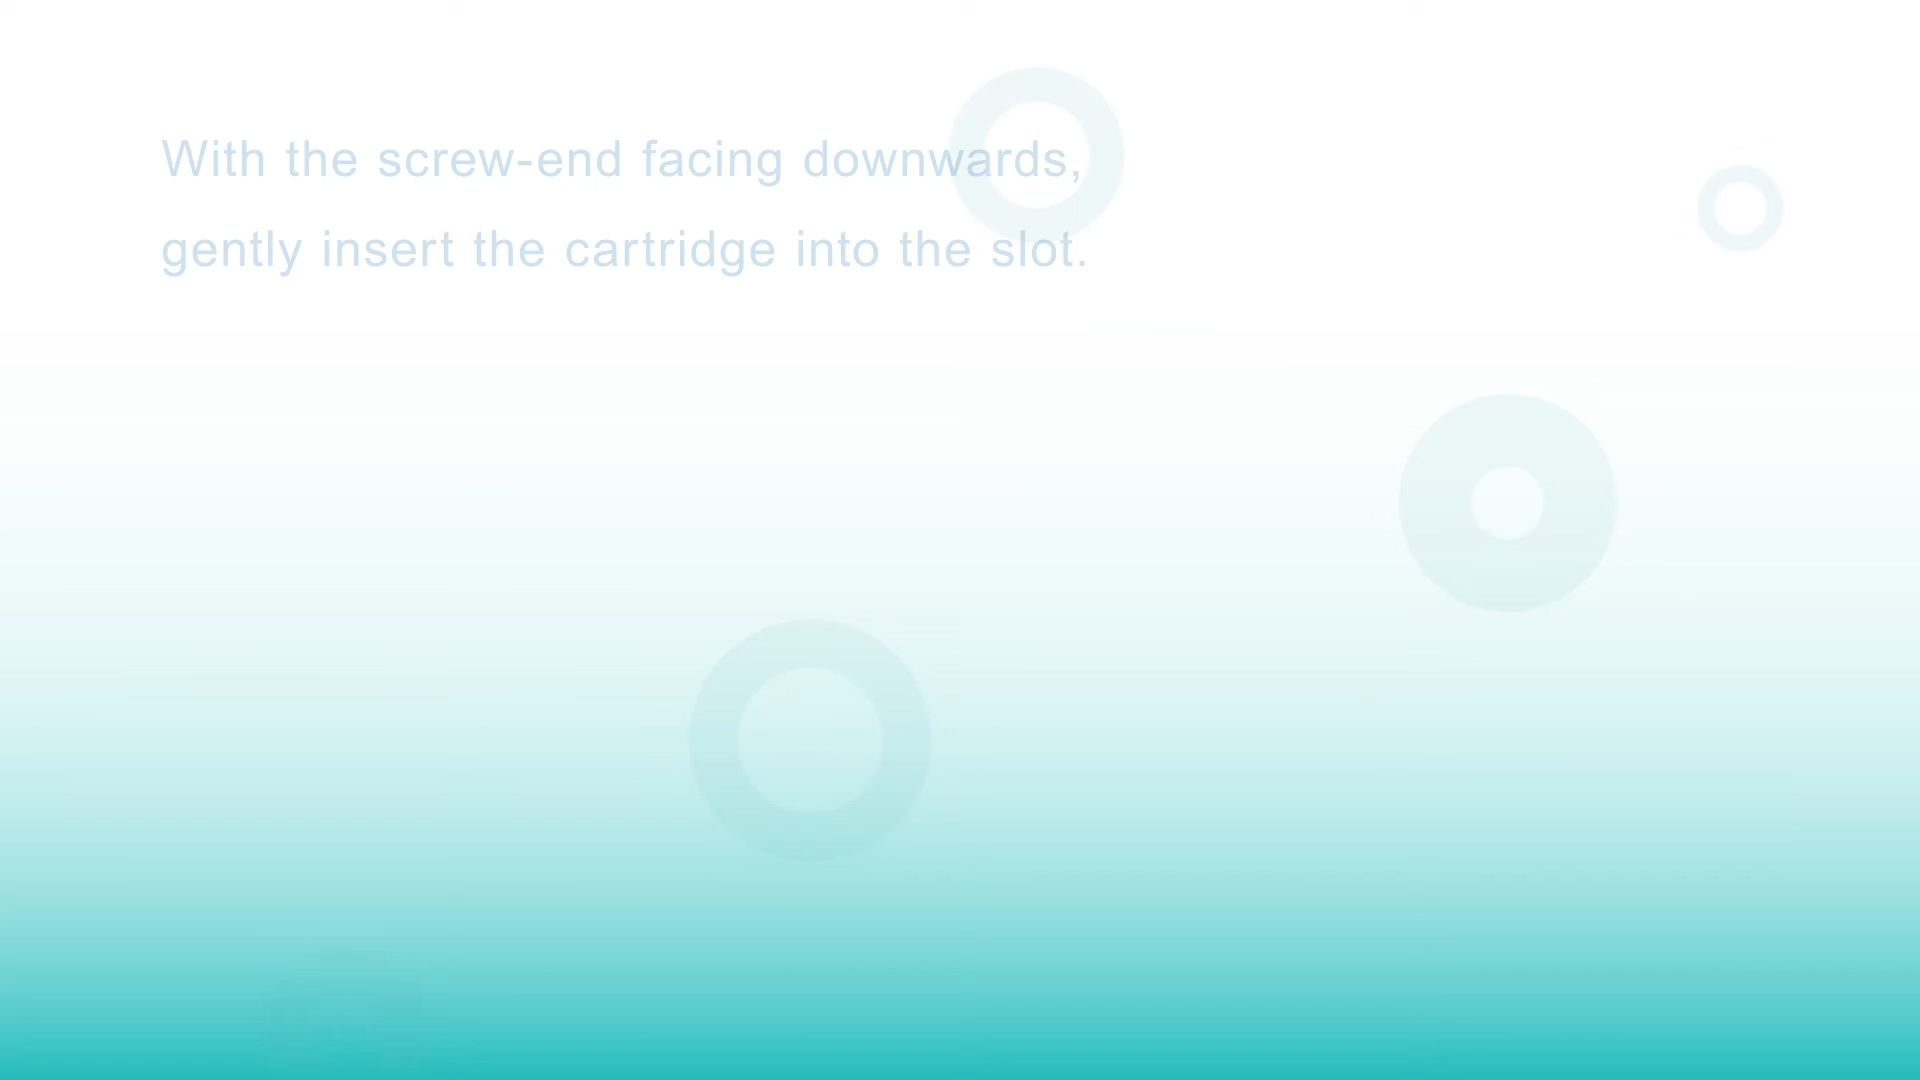 With the screw-end facing downwards,
gently insert the cartridge into the slot.